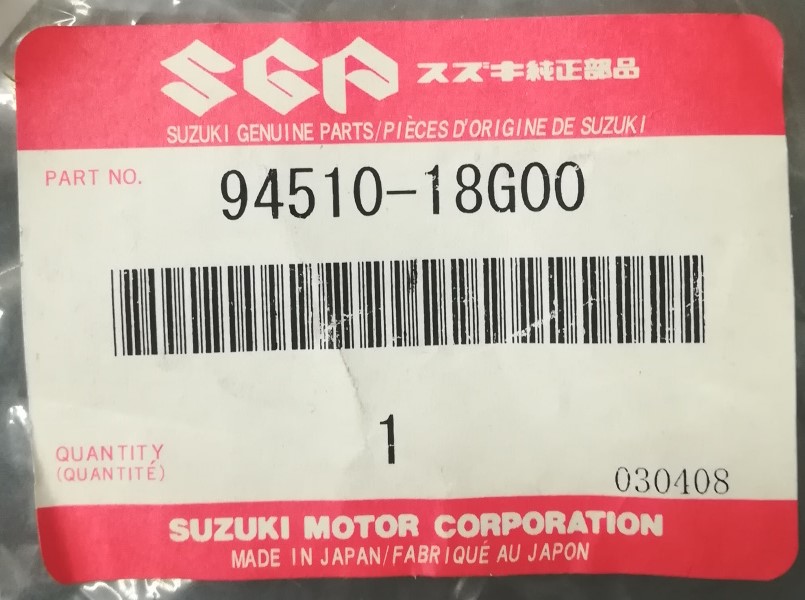 SGP スズキ純正部品
SUZUKI GENUINE PARTS/PIÈCES D'ORIGINE DE SUZUKI
PART NO. 94510-18G00
1
QUANTITY
(QUANTITÉ)
030408
SUZUKI MOTOR CORPORATION
MADE IN JAPAN/FABRIQUÉ AU JAPON